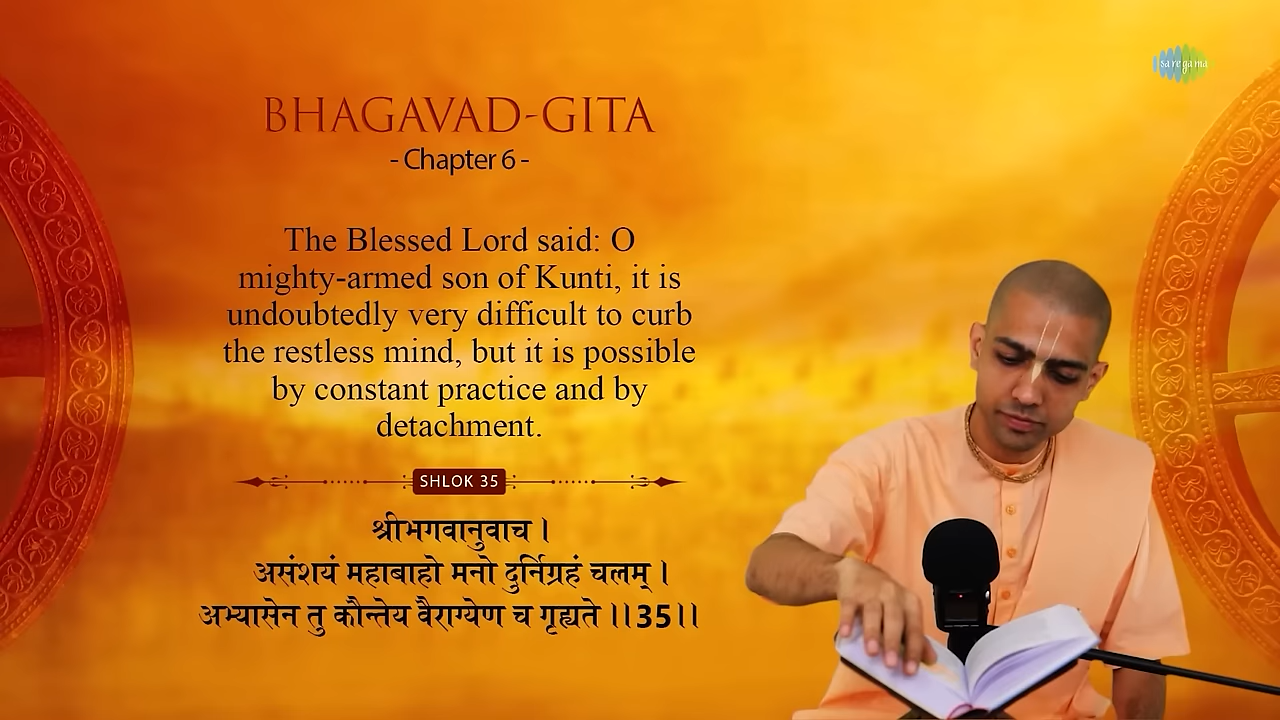 saregama
BHAGAVAD-GITA
- Chapter 6 -
The Blessed Lord said: O
mighty-armed son of Kunti, it is
undoubtedly very difficult to curb
the restless mind, but it is possible
by constant practice and by
detachment.
SHLOK 35
श्रीभगवानुवाच ।
असंशयं महाबाहो मनो दुर्निग्रहं चलम् ।
अभ्यासेन तु कौन्तेय वैराग्येण च गृह्यते ।।35।।